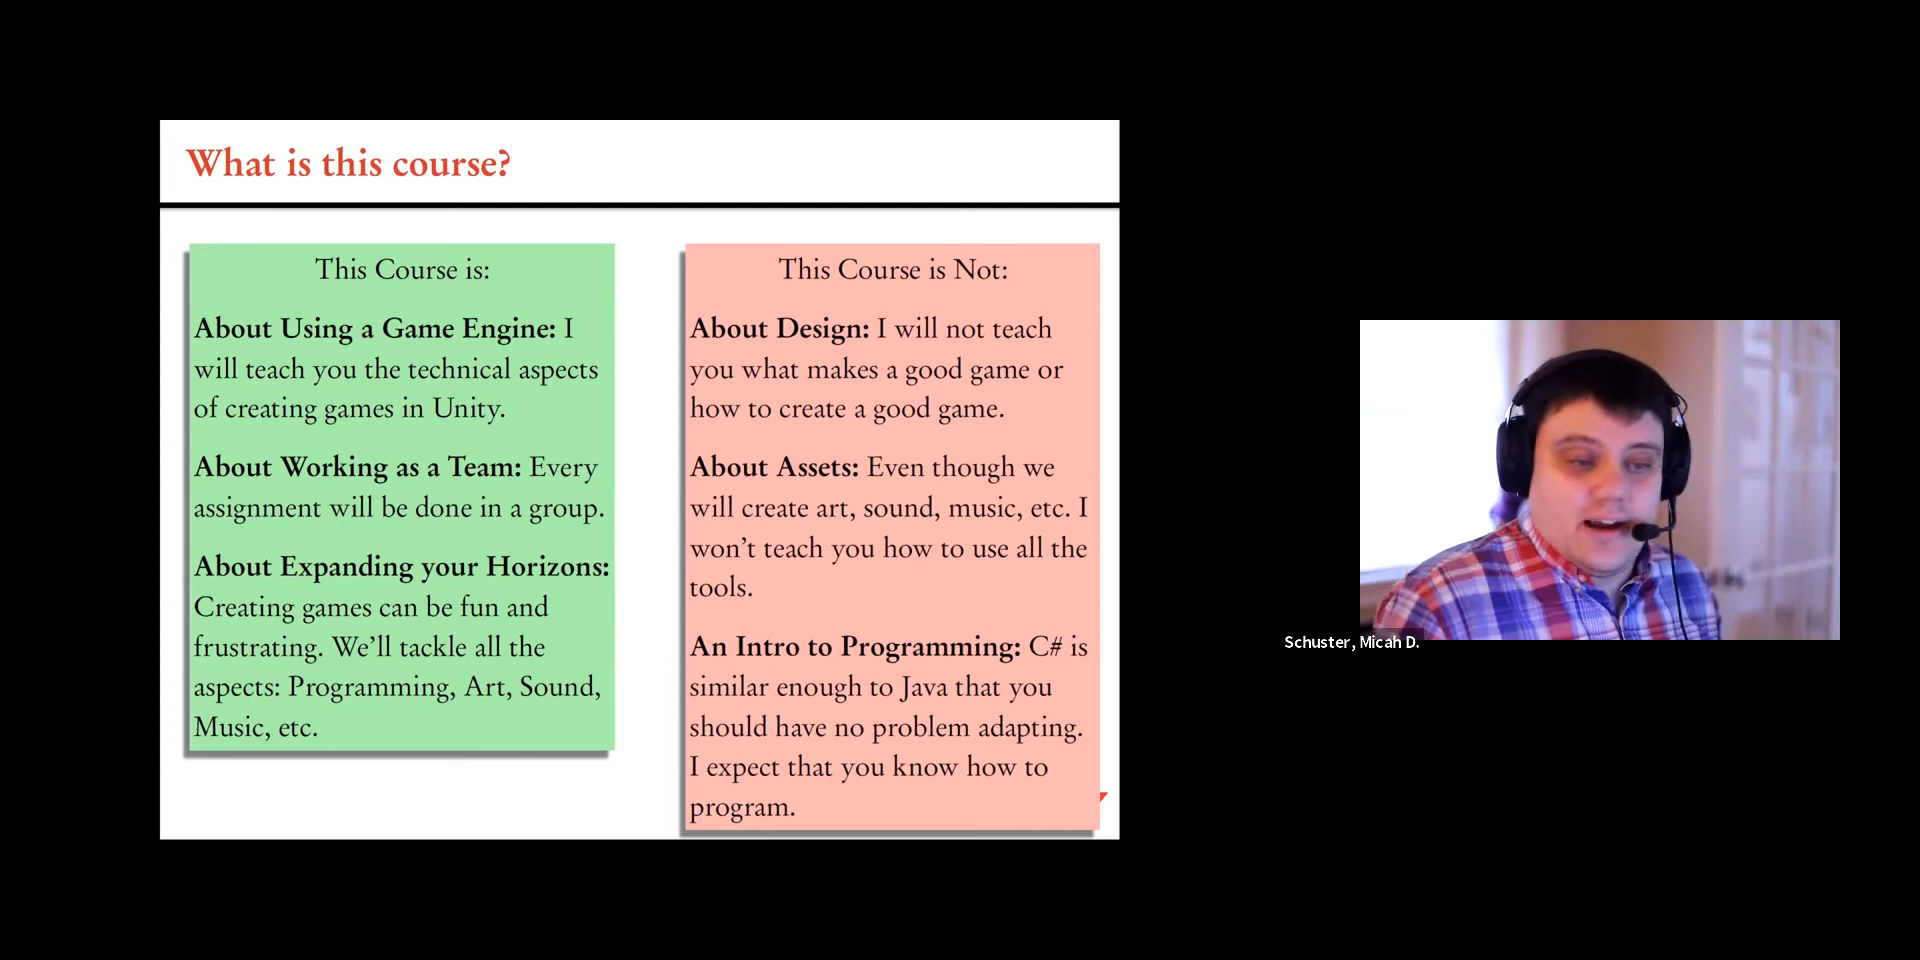 What is this course?
This Course is:
About Using a Game Engine: I
will teach you the technical aspects
of creating games in Unity.
About Working as a Team: Every
assignment will be done in a group.
About Expanding your Horizons:
Creating games can be fun and
frustrating. We’ll tackle all the
aspects: Programming, Art, Sound,
Music, etc.
This Course is Not:
About Design: I will not teach
you what makes a good game or
how to create a good game.
About Assets: Even though we
will create art, sound, music, etc. I
won’t teach you how to use all the
tools.
An Intro to Programming: C# is
similar enough to Java that you
should have no problem adapting.
I expect that you know how to
program.
Schuster, Micah D.